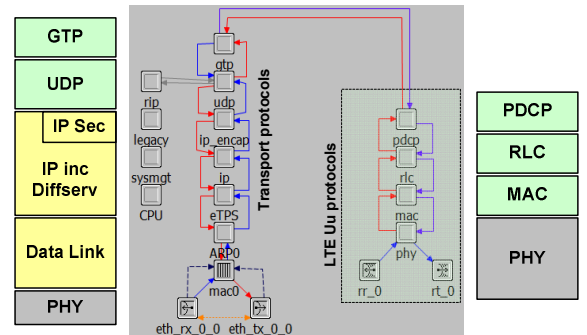 GTP
UDP
IP Sec
IP inc
Diffserv
Data Link
PHY
gtp
rip
udp
legacy
ip_encap
sysmgt
ip
CPU
eTPS
ARP0
mac0
eth_rx_0_0
eth_tx_0_0
Transport protocols
LTE Uu protocols
pdcp
rlc
mac
phy
rr_0
rt_0
PDCP
RLC
MAC
PHY